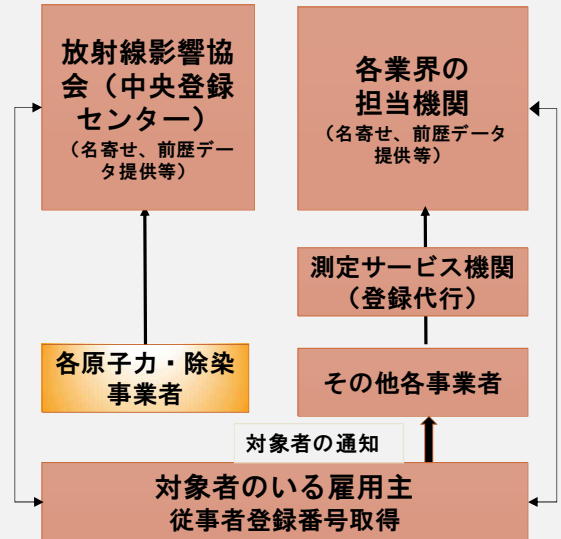 放射線影響協
会（中央登録
センター）
（名寄せ、前歴デー
タ提供等）
各業界の
担当機関
（名寄せ、前歴データ
提供等）
測定サービス機関
（登録代行）
各原子力・除染
事業者
その他各事業者
対象者の通知
対象者のいる雇用主
従事者登録番号取得